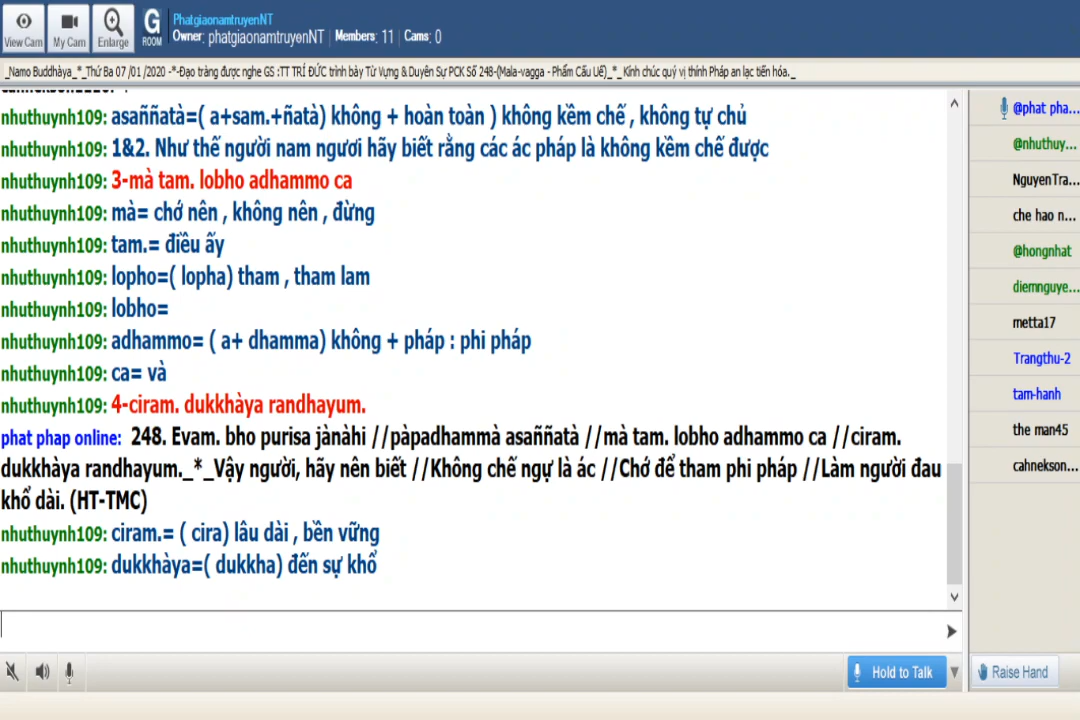 PhatgiaonamtruyenNT
View Cam
My Cam
Enlarge
G ROOM
Owner: phatgiaonamtruyenNT | Members: 11 | Cams: 0
_Namo Buddhàya_*_Thứ Ba 07 /01 /2020 -*-Đạo tràng được nghe GS :TT TRÍ ĐỨC trình bày Từ Vựng & Duyên Sự PCK Số 248-(Mala-vagga - Phẩm Cấu Uế)_*_ Kính chúc quý vị thính Pháp an lạc tiến hóa._
nhuthuynh109: asaññatà=( a+sam.+ñatà) không + hoàn toàn ) không kềm chế , không tự chủ
nhuthuynh109: 1&2. Như thế người nam ngươi hãy biết rằng các ác pháp là không kềm chế được
nhuthuynh109: 3-mà tam. lobho adhammo ca
nhuthuynh109: mà= chớ nên , không nên , đừng
nhuthuynh109: tam.= điều ấy
nhuthuynh109: lopho=( lopha) tham , tham lam
nhuthuynh109: lobho=
nhuthuynh109: adhammo= ( a+ dhamma) không + pháp : phi pháp
nhuthuynh109: ca= và
nhuthuynh109: 4-ciram. dukkhàya randhayum.
phat phap online: 248. Evam. bho purisa jànàhi //pàpadhammà asaññatà //mà tam. lobho adhammo ca //ciram.
dukkhàya randhayum._*_Vậy người, hãy nên biết //Không chế ngự là ác //Chớ để tham phi pháp //Làm người đau
khổ dài. (HT-TMC)
nhuthuynh109: ciram.= ( cira) lâu dài , bền vững
nhuthuynh109: dukkhàya=( dukkha) đến sự khổ
@phat pha...
@nhuthuy...
NguyenTra...
che hao n...
@hongnhat
diemnguye...
metta17
Trangthu-2
tam-hanh
the man45
cahnekson...
Hold to Talk
Raise Hand